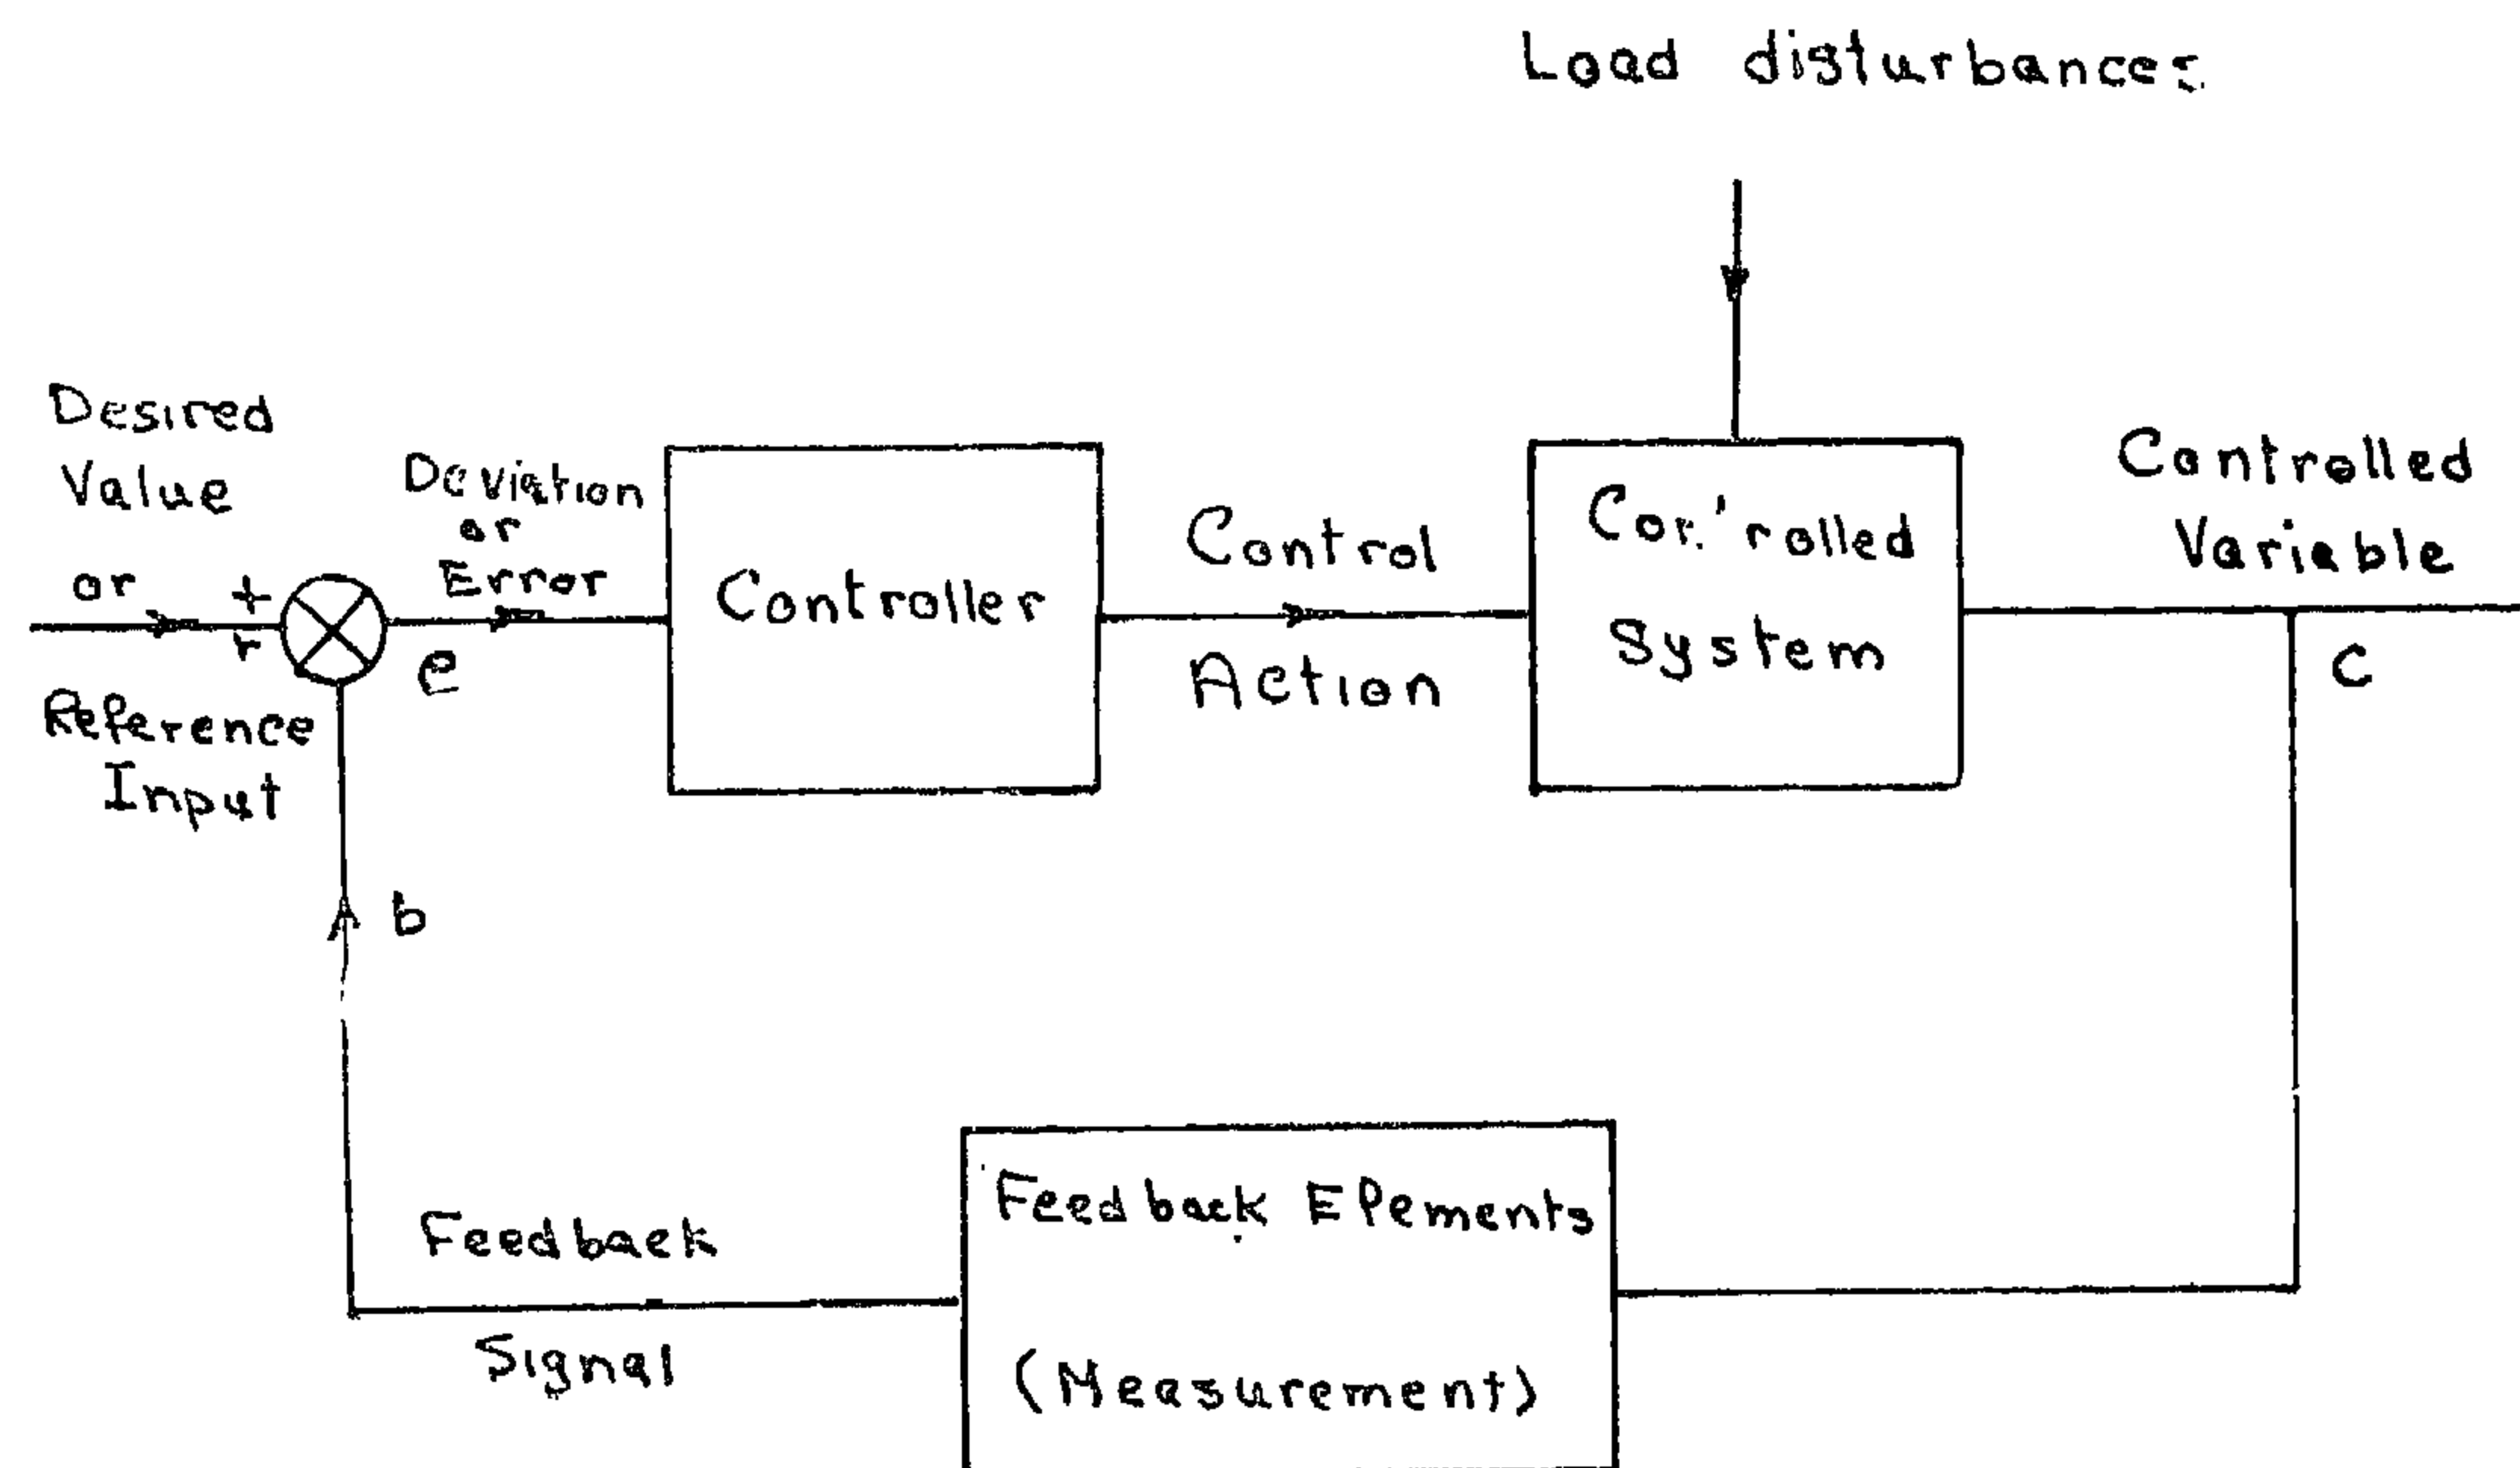 Load disturbances
Desired
Value
or
+
r
Reference
Input
Deviation
or
Error
e
Controller
Control
Action
Controlled
System
Controlled
Variable
C
b
Feedback
Signal
Feedback Elements
(Measurement)